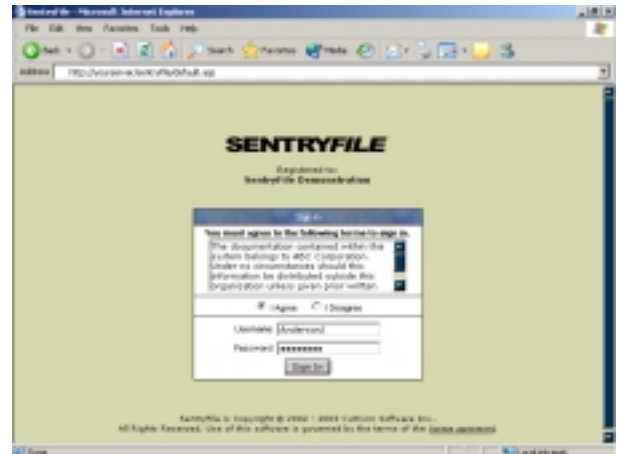 SentryFile - Microsoft Internet Explorer
File Edit View Favorites Tools Help
Back Search Favorites Media
Address
SENTRYFILE
Registered to:
SentryFile Demonstration
Sign In
You must agree to the following terms to sign in.
The documentation contained within this
system belongs to ABC Corporation.
Under no circumstances should this
information be distributed outside this
organization unless given prior written
I Agree I Disagree
Username
Password
Sign In
SentryFile is Copyright © 2002 - 2003 Software Inc.
All Rights Reserved. Use of this software is governed by the terms of the license agreement.
Done Local intranet